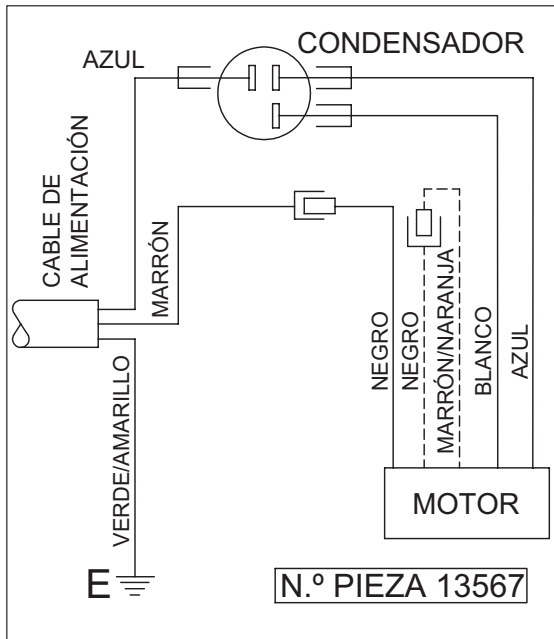 CONDENSADOR
AZUL
CABLE DE
ALIMENTACIÓN
MARRÓN
VERDE/AMARILLO
NEGRO
NEGRO
MARRÓN/NARANJA
BLANCO
AZUL
MOTOR
E
N.º PIEZA 13567